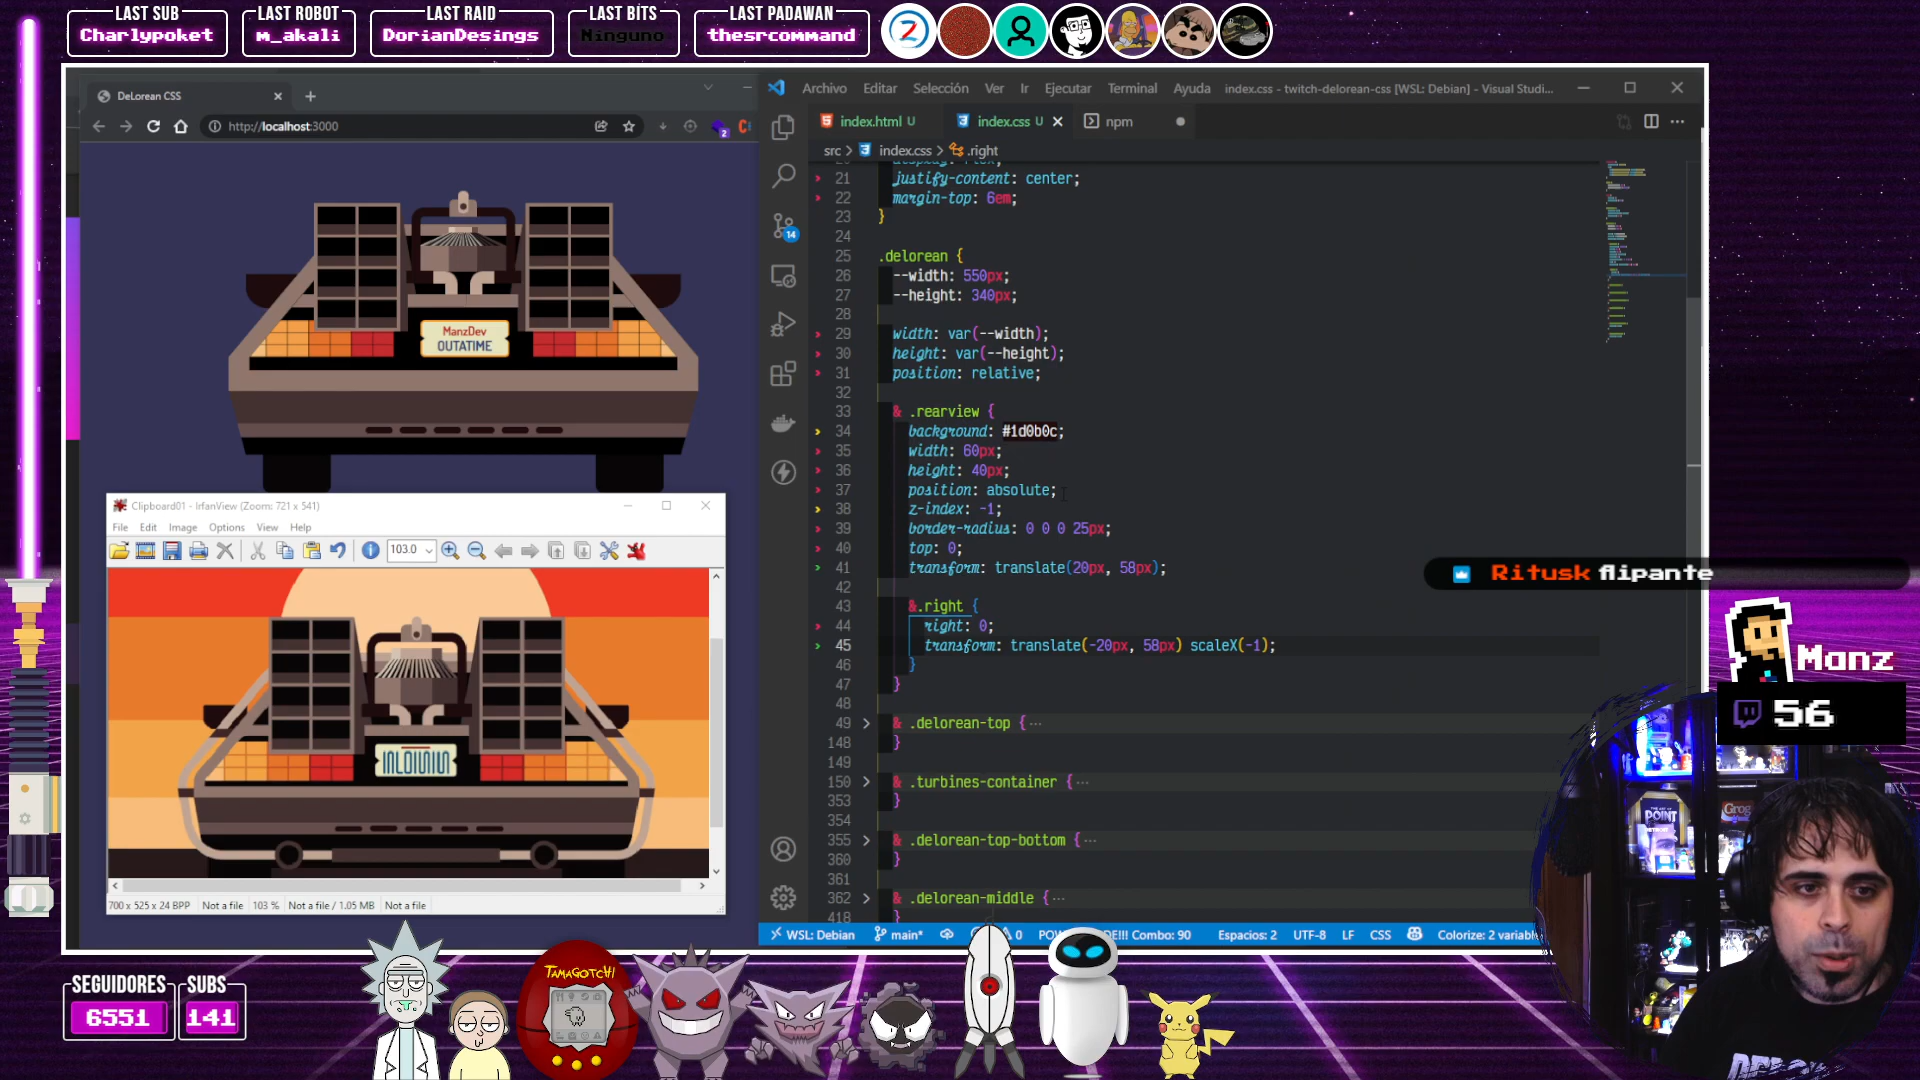 LAST SUB
Charlypoket
LAST ROBOT
m_akali
LAST RAID
DorianDesings
LAST BITS
Ninguno
LAST PADAWAN
thesrcommand
DeLorean CSS
http://localhost:3000
ManzDev
OUTATIME
Clipboard01 - IrfanView (Zoom: 721 x 541)
File Edit Image Options View Help
103.0
700 x 525 x 24 BPP Not a file 103 % Not a file / 1.05 MB Not a file
Archivo Editar Selección Ver Ir Ejecutar Terminal Ayuda index.css - twitch-delorean-css [WSL: Debian] - Visual Studi...
index.html U index.css U npm
src > index.css > .right
14
21 justify-content: center;
22 margin-top: 6em;
23 }
24
25 .delorean {
26 --width: 550px;
27 --height: 340px;
28
29 width: var(--width);
30 height: var(--height);
31 position: relative;
32
33 & .rearview {
34 background: #1d0b0c;
35 width: 60px;
36 height: 40px;
37 position: absolute;
38 z-index: -1;
39 border-radius: 0 0 0 25px;
40 top: 0;
41 transform: translate(20px, 58px);
42
43 &.right {
44 right: 0;
45 transform: translate(-20px, 58px) scaleX(-1);
46 }
47 }
48
49 & .delorean-top { ...
148 }
149
150 & .turbines-container { ...
353 }
354
355 & .delorean-top-bottom { ...
360 }
361
362 & .delorean-middle { ...
418 }
WSL: Debian main* 0 Combo: 90 Espacios: 2 UTF-8 LF CSS Colorize: 2 variabl
Ritusk flipante
Manz
56
SEGUIDORES
6551
SUBS
141
TAMAGOTCHI